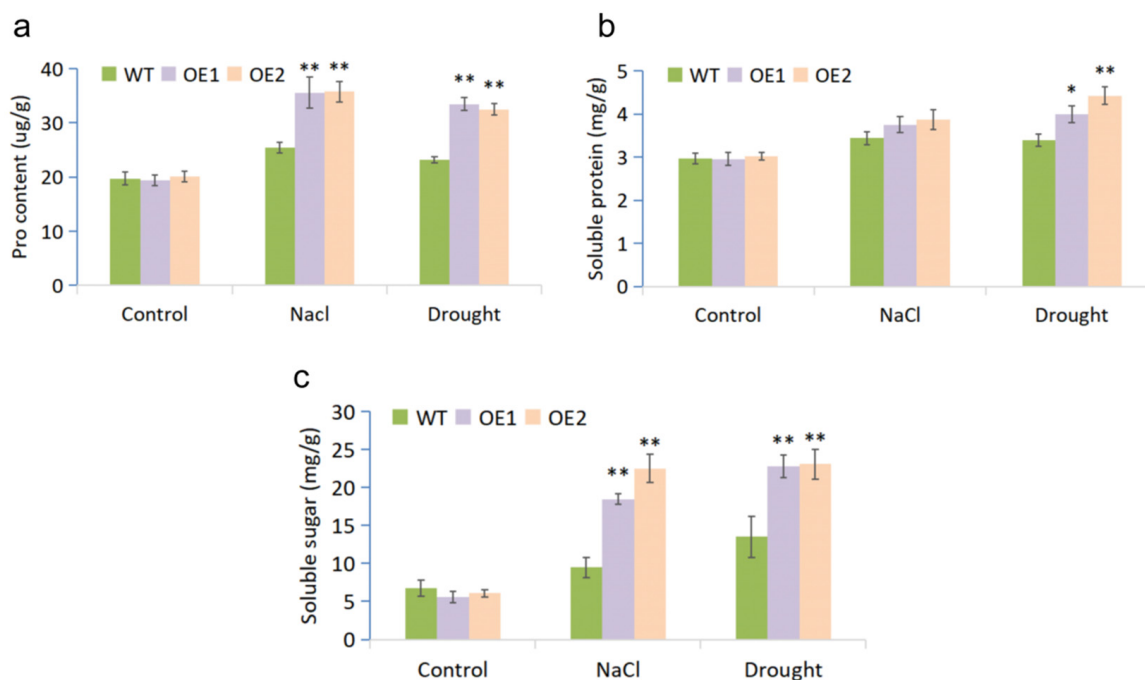 a
WT OE1 OE2
** **
** **
Pro content (ug/g)
40
30
20
10
0
Control Nacl Drought
b
WT OE1 OE2
* **
Soluble protein (mg/g)
5
4
3
2
1
0
Control NaCl Drought
c
WT OE1 OE2
** **
** **
Soluble sugar (mg/g)
30
25
20
15
10
5
0
Control NaCl Drought